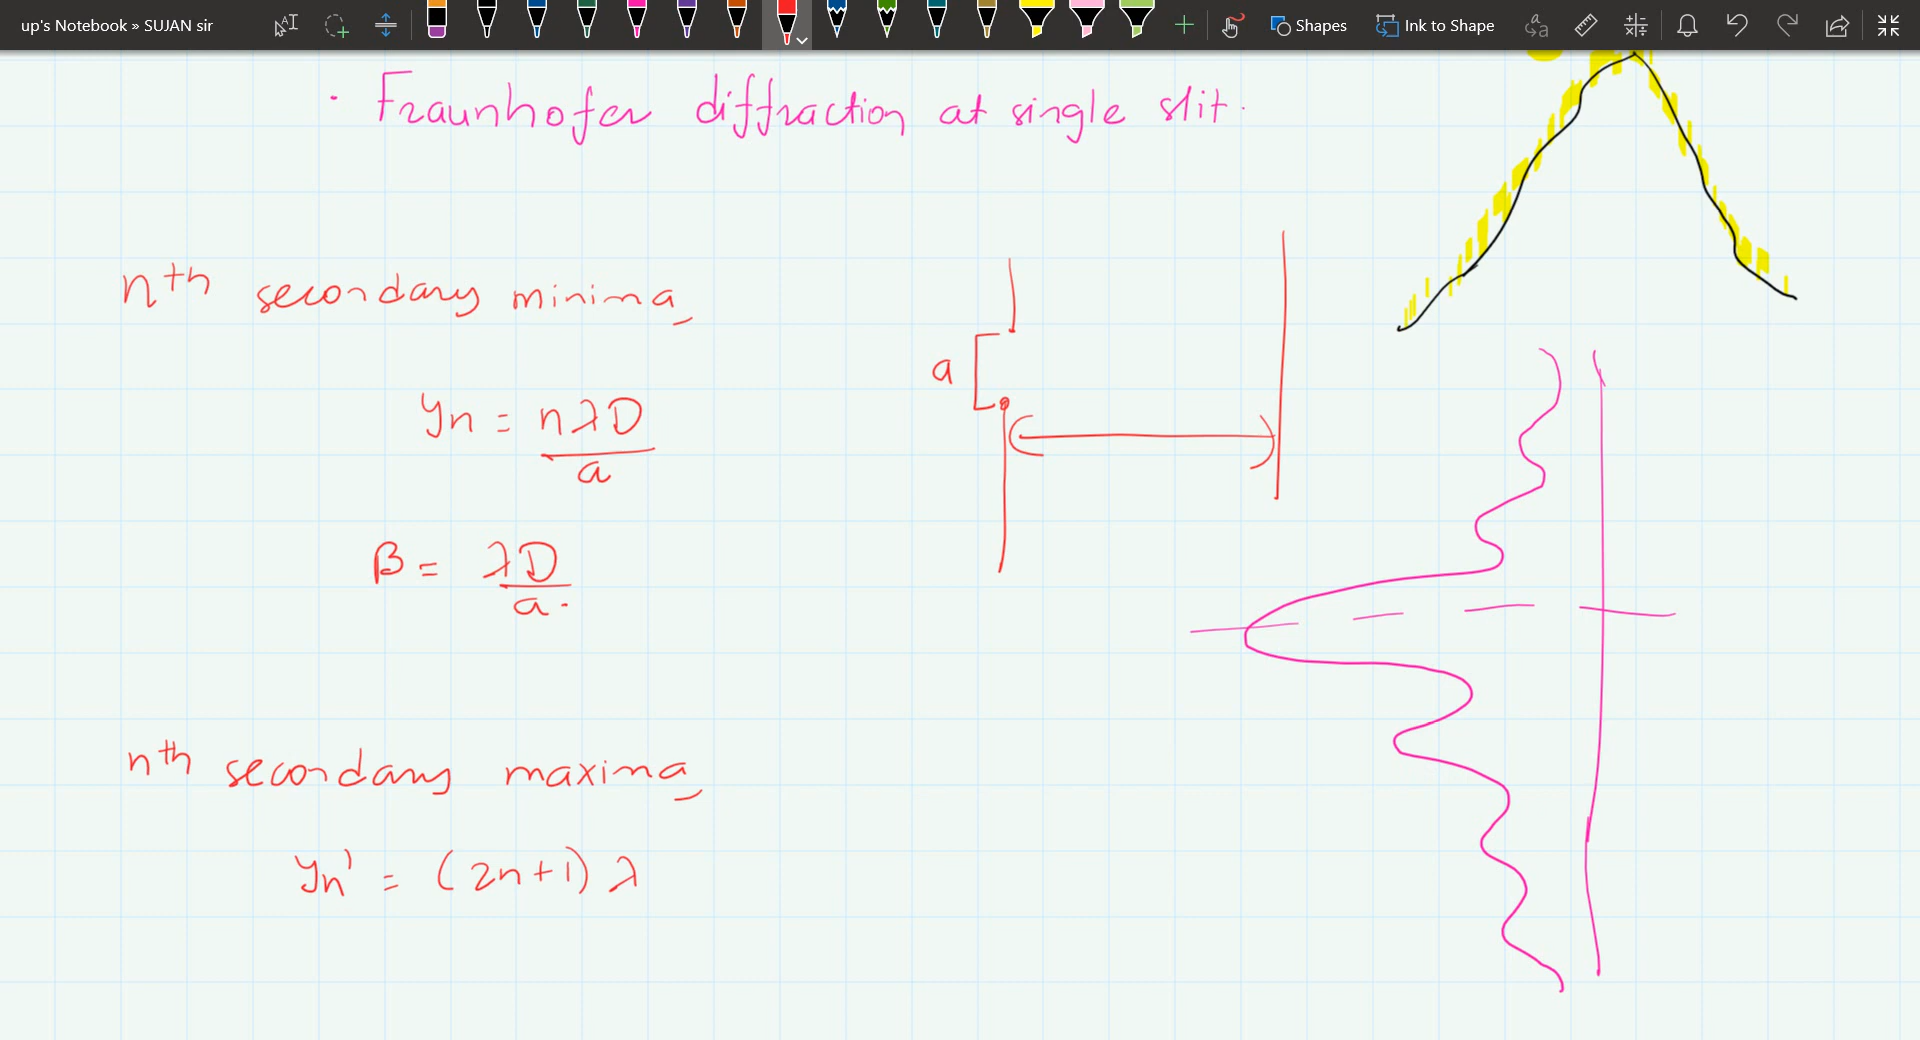 up's Notebook » SUJAN sir
Shapes
Ink to Shape
· Fraunhofer diffraction at single slit.
nth secondary minima,
a
yn = nλD/a
β = λD/a.
nth secondary maxima,
yn' = (2n+1) λ